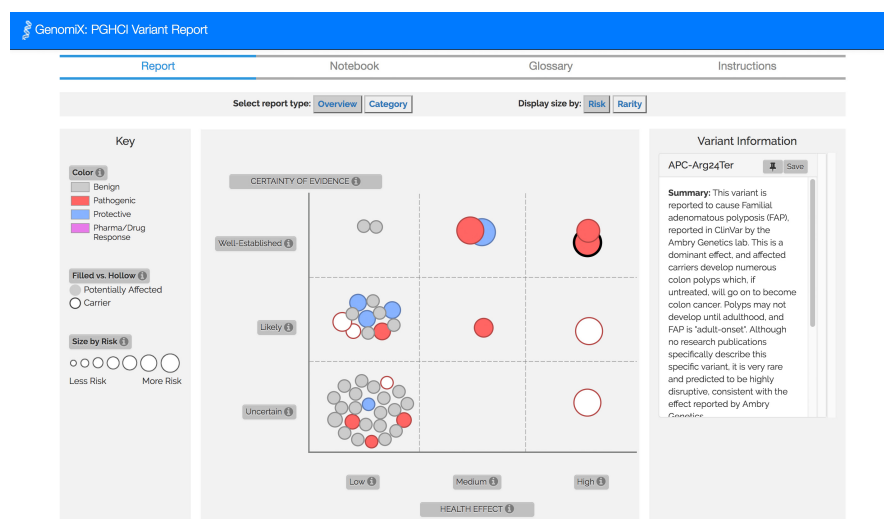 GenomiX: PGHCI Variant Report
Report
Notebook
Glossary
Instructions
Select report type: Overview Category
Display size by: Risk Rarity
Key
Color
Benign
Pathogenic
Protective
Pharma/Drug
Response
Filled vs. Hollow
Potentially Affected
Carrier
Size by Risk
Less Risk
More Risk
CERTAINTY OF EVIDENCE
Well-Established
Likely
Uncertain
Low
Medium
High
HEALTH EFFECT
Variant Information
APC-Arg24Ter
Save
Summary: This variant is
reported to cause Familial
adenomatous polyposis (FAP),
reported in ClinVar by the
Ambry Genetics lab. This is a
dominant effect, and affected
carriers develop numerous
colon polyps which, if
untreated, will go on to become
colon cancer. Polyps may not
develop until adulthood, and
FAP is "adult-onset". Although
no research publications
specifically describe this
specific variant, it is very rare
and predicted to be highly
disruptive, consistent with the
effect reported by Ambry
Genetics